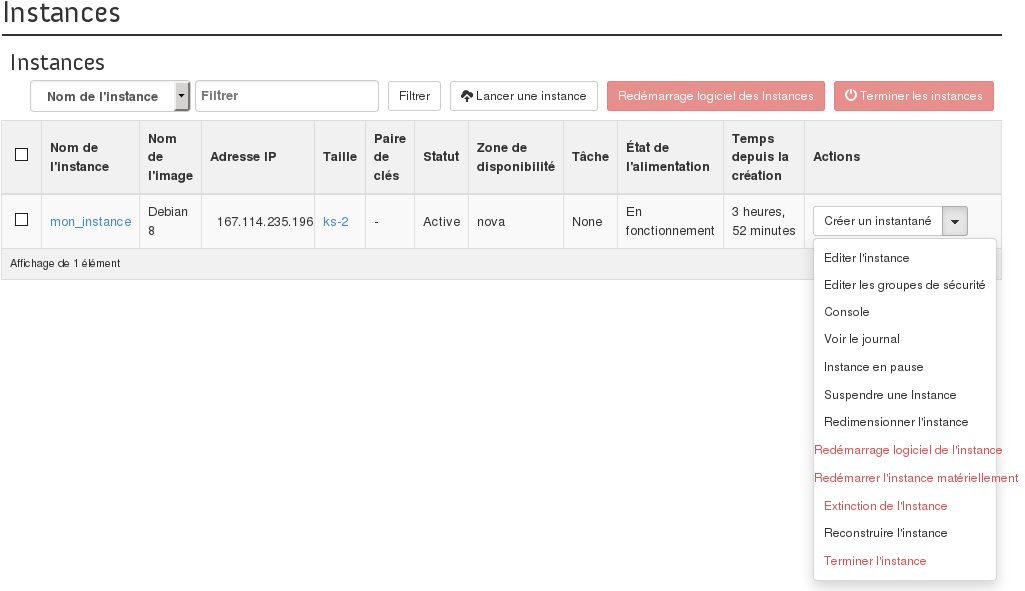 Instances
Instances
Nom de l'instance Filtrer Filtrer Lancer une instance Redémarrage logiciel des Instances Terminer les instances
Nom de
l'instance
Nom
de
l'image
Adresse IP
Taille
Paire
de
clés
Statut
Zone de
disponibilité
Tâche
État de
l'alimentation
Temps
depuis la
création
Actions
mon_instance
Debian
8
167.114.235.196
ks-2
-
Active
nova
None
En
fonctionnement
3 heures,
52 minutes
Créer un instantané
Affichage de 1 élément
Editer l'instance
Editer les groupes de sécurité
Console
Voir le journal
Instance en pause
Suspendre une Instance
Redimensionner l'instance
Redémarrage logiciel de l'instance
Redémarrer l'instance matériellement
Extinction de l'Instance
Reconstruire l'instance
Terminer l'instance